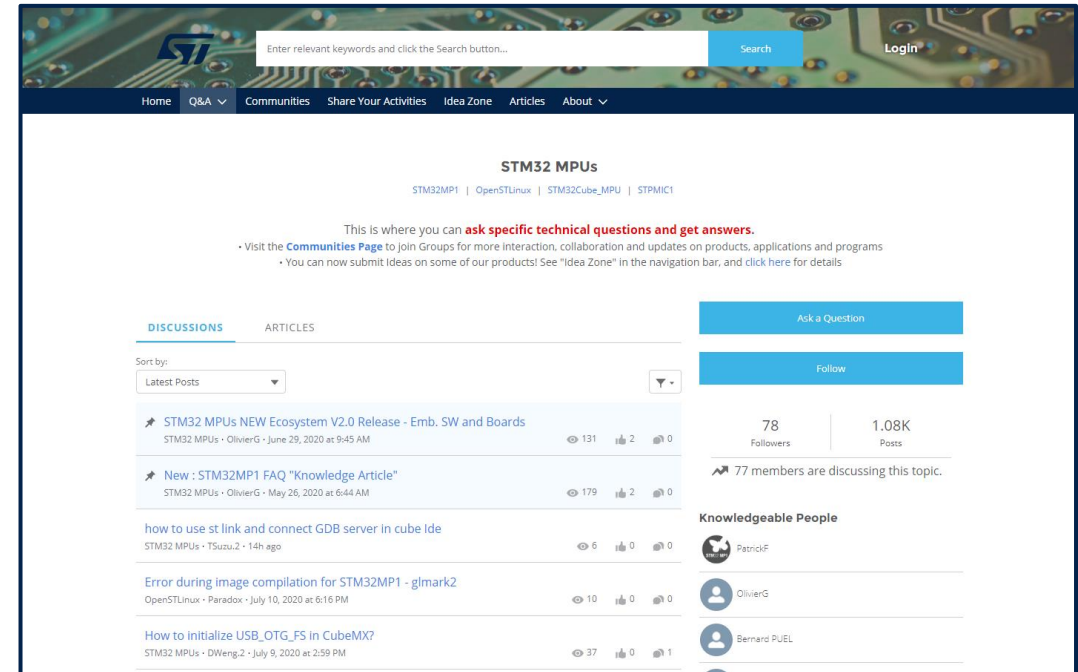 ST
Enter relevant keywords and click the Search button...
Search
Login
Home Q&A Communities Share Your Activities Idea Zone Articles About
STM32 MPUs
STM32MP1 | OpenSTLinux | STM32Cube_MPU | STPMIC1
This is where you can ask specific technical questions and get answers.
• Visit the Communities Page to join Groups for more interaction, collaboration and updates on products, applications and programs
• You can now submit Ideas on some of our products! See "Idea Zone" in the navigation bar, and click here for details
DISCUSSIONS ARTICLES
Sort by:
Latest Posts
STM32 MPUs NEW Ecosystem V2.0 Release - Emb. SW and Boards
STM32 MPUs • OlivierG • June 29, 2020 at 9:45 AM 131 2 0
New : STM32MP1 FAQ "Knowledge Article"
STM32 MPUs • OlivierG • May 26, 2020 at 6:44 AM 179 2 0
how to use st link and connect GDB server in cube Ide
STM32 MPUs • TSuzu.2 • 14h ago 6 0 0
Error during image compilation for STM32MP1 - glmark2
OpenSTLinux • Paradox • July 10, 2020 at 6:16 PM 10 0 0
How to initialize USB_OTG_FS in CubeMX?
STM32 MPUs • DWeng.2 • July 9, 2020 at 2:59 PM 37 0 1
Ask a Question
Follow
78 1.08K
Followers Posts
77 members are discussing this topic.
Knowledgeable People
PatrickF
OlivierG
Bernard PUEL